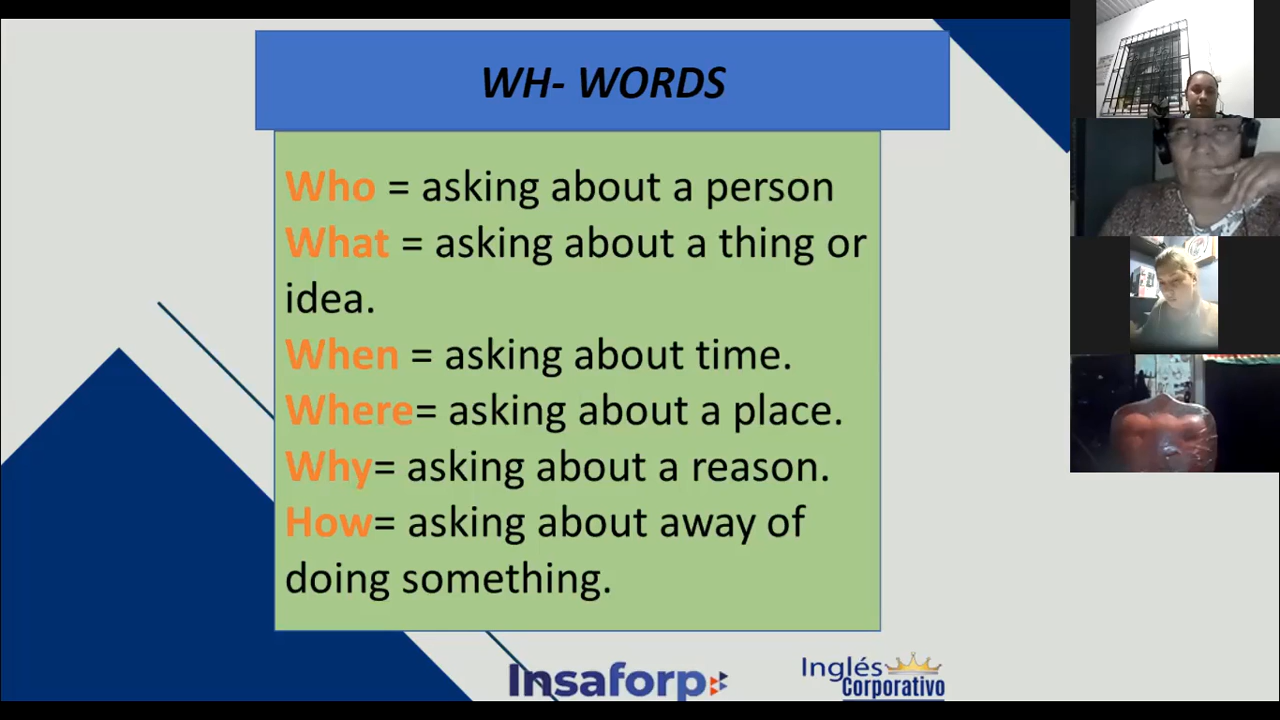 WH- WORDS
Who = asking about a person
What = asking about a thing or
idea.
When = asking about time.
Where= asking about a place.
Why= asking about a reason.
How= asking about away of
doing something.
Insaforp
Inglés
Corporativo